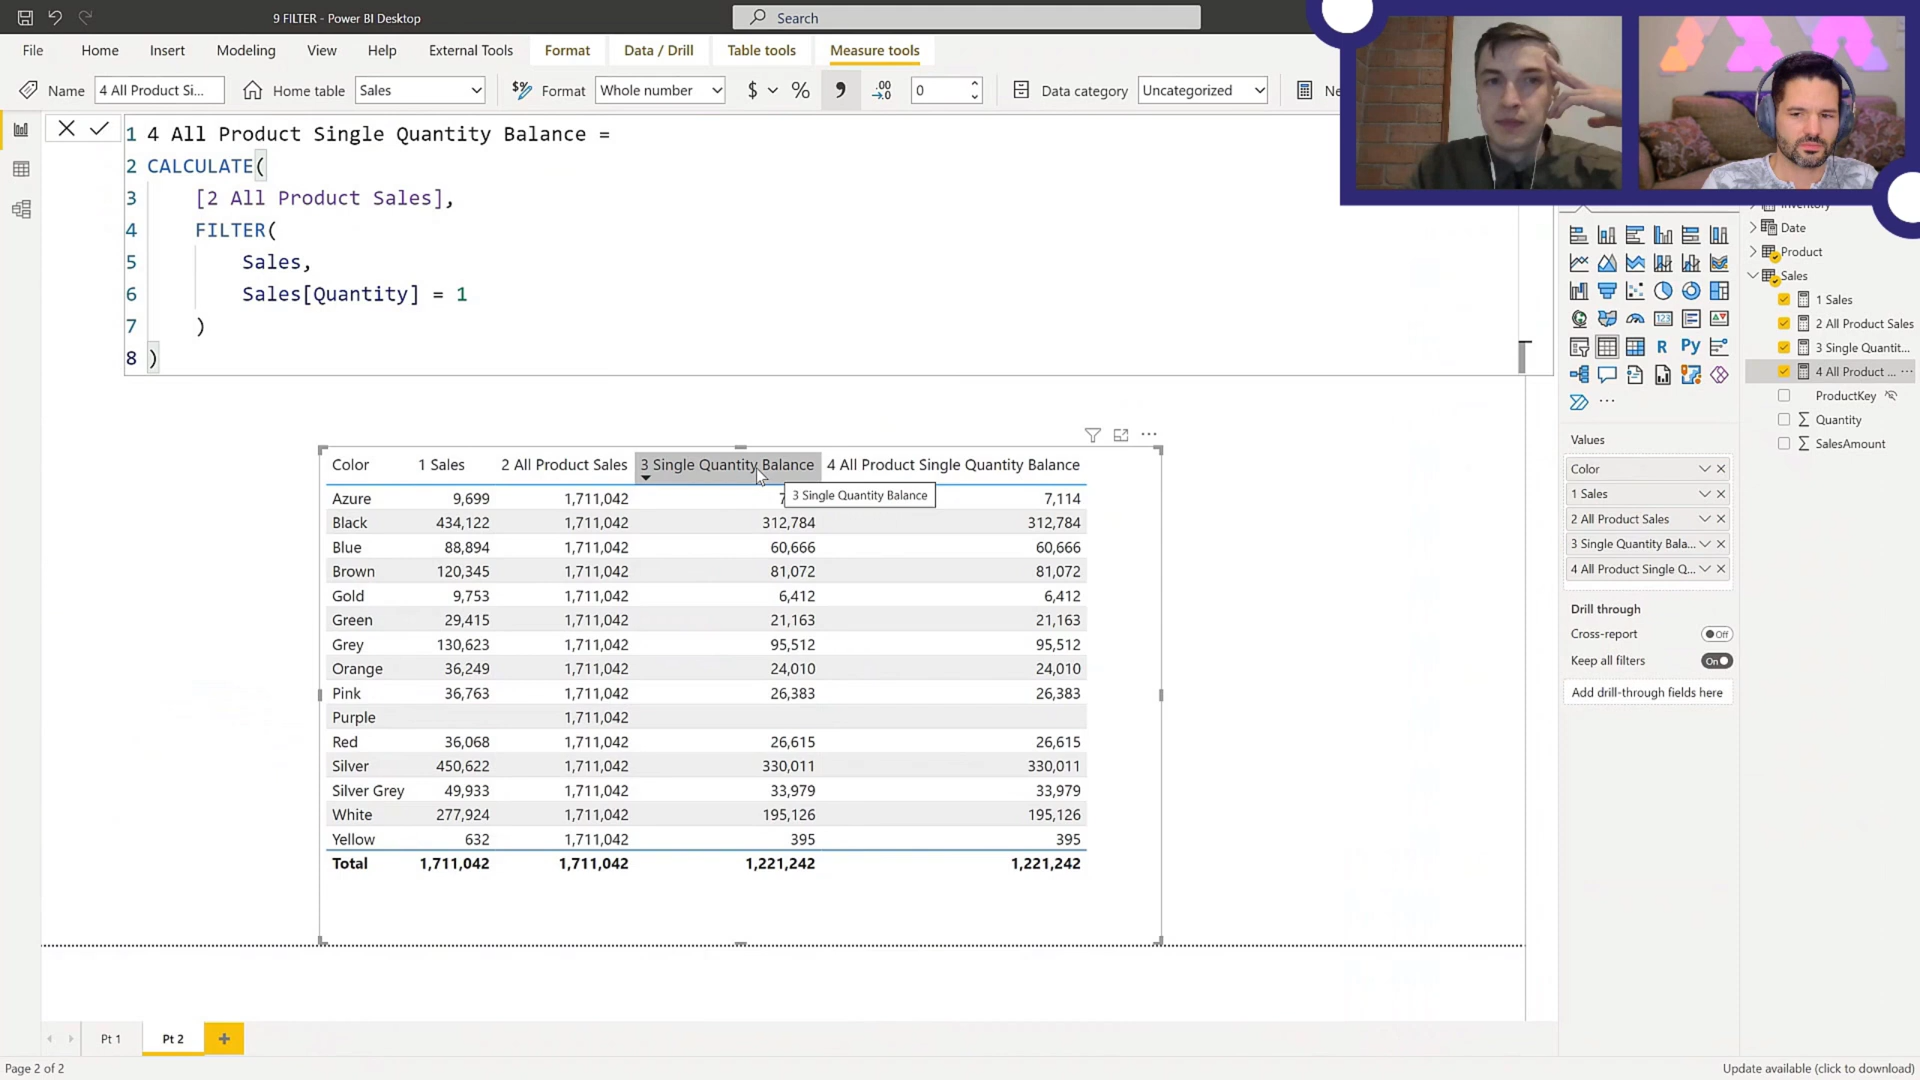 9 FILTER - Power BI Desktop
Search
File
Home
Insert
Modeling
View
Help
External Tools
Format
Data / Drill
Table tools
Measure tools
Name
4 All Product Si...
Home table
Sales
Format
Whole number
$
%
,
.00
0
Data category
Uncategorized
1 4 All Product Single Quantity Balance =
2 CALCULATE(
3 [2 All Product Sales],
4 FILTER(
5 Sales,
6 Sales[Quantity] = 1
7 )
8 )
Color 1 Sales 2 All Product Sales 3 Single Quantity Balance 4 All Product Single Quantity Balance
3 Single Quantity Balance
Azure 9,699 1,711,042 7 7,114
Black 434,122 1,711,042 312,784 312,784
Blue 88,894 1,711,042 60,666 60,666
Brown 120,345 1,711,042 81,072 81,072
Gold 9,753 1,711,042 6,412 6,412
Green 29,415 1,711,042 21,163 21,163
Grey 130,623 1,711,042 95,512 95,512
Orange 36,249 1,711,042 24,010 24,010
Pink 36,763 1,711,042 26,383 26,383
Purple 1,711,042
Red 36,068 1,711,042 26,615 26,615
Silver 450,622 1,711,042 330,011 330,011
Silver Grey 49,933 1,711,042 33,979 33,979
White 277,924 1,711,042 195,126 195,126
Yellow 632 1,711,042 395 395
Total 1,711,042 1,711,042 1,221,242 1,221,242
R
Py
123
Values
Color
1 Sales
2 All Product Sales
3 Single Quantity Bala...
4 All Product Single Q...
Drill through
Cross-report
Off
Keep all filters
On
Add drill-through fields here
Date
Product
Sales
1 Sales
2 All Product Sales
3 Single Quantit...
4 All Product ...
ProductKey
Quantity
SalesAmount
Pt 1
Pt 2
+
Page 2 of 2
Update available (click to download)